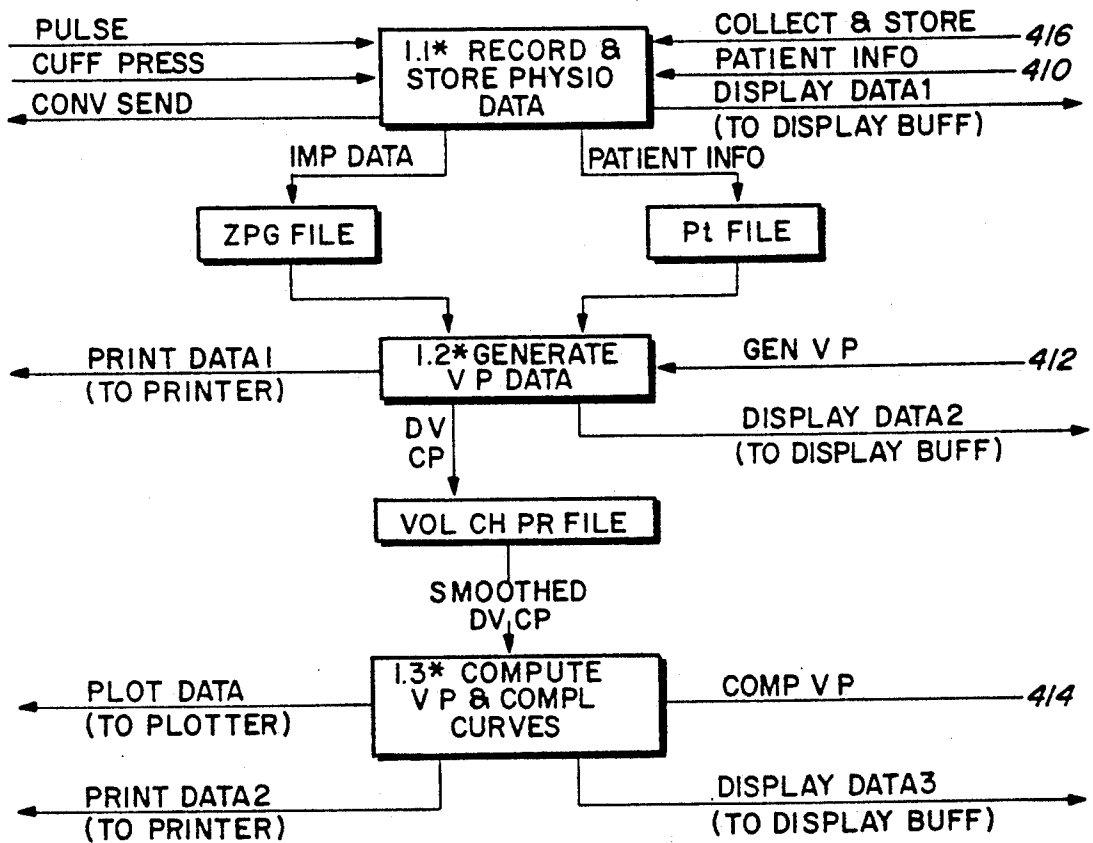 PULSE
CUFF PRESS
CONV SEND
1.1* RECORD &
STORE PHYSIO
DATA
COLLECT & STORE
416
PATIENT INFO
410
DISPLAY DATA1
(TO DISPLAY BUFF)
IMP DATA
PATIENT INFO
ZPG FILE
Pt FILE
PRINT DATA1
(TO PRINTER)
1.2* GENERATE
V P DATA
GEN V P
412
DISPLAY DATA2
(TO DISPLAY BUFF)
DV
CP
VOL CH PR FILE
SMOOTHED
DV, CP
PLOT DATA
(TO PLOTTER)
1.3* COMPUTE
V P & COMPL
CURVES
COMP V P
414
PRINT DATA2
(TO PRINTER)
DISPLAY DATA3
(TO DISPLAY BUFF)